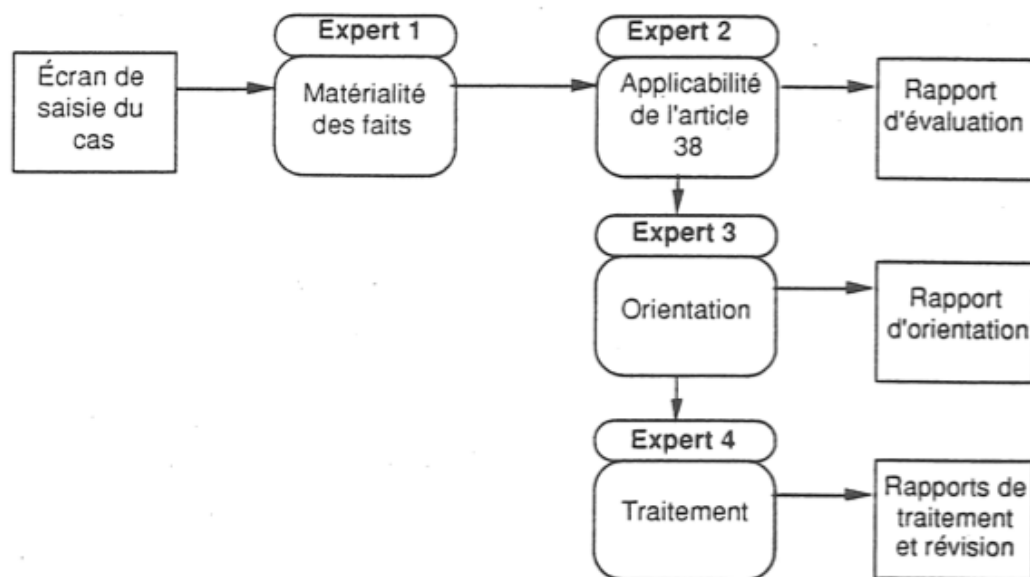 Écran de
saisie du
cas
Expert 1
Matérialité
des faits
Expert 2
Applicabilité
de l'article
38
Rapport
d'évaluation
Expert 3
Orientation
Rapport
d'orientation
Expert 4
Traitement
Rapports de
traitement
et révision